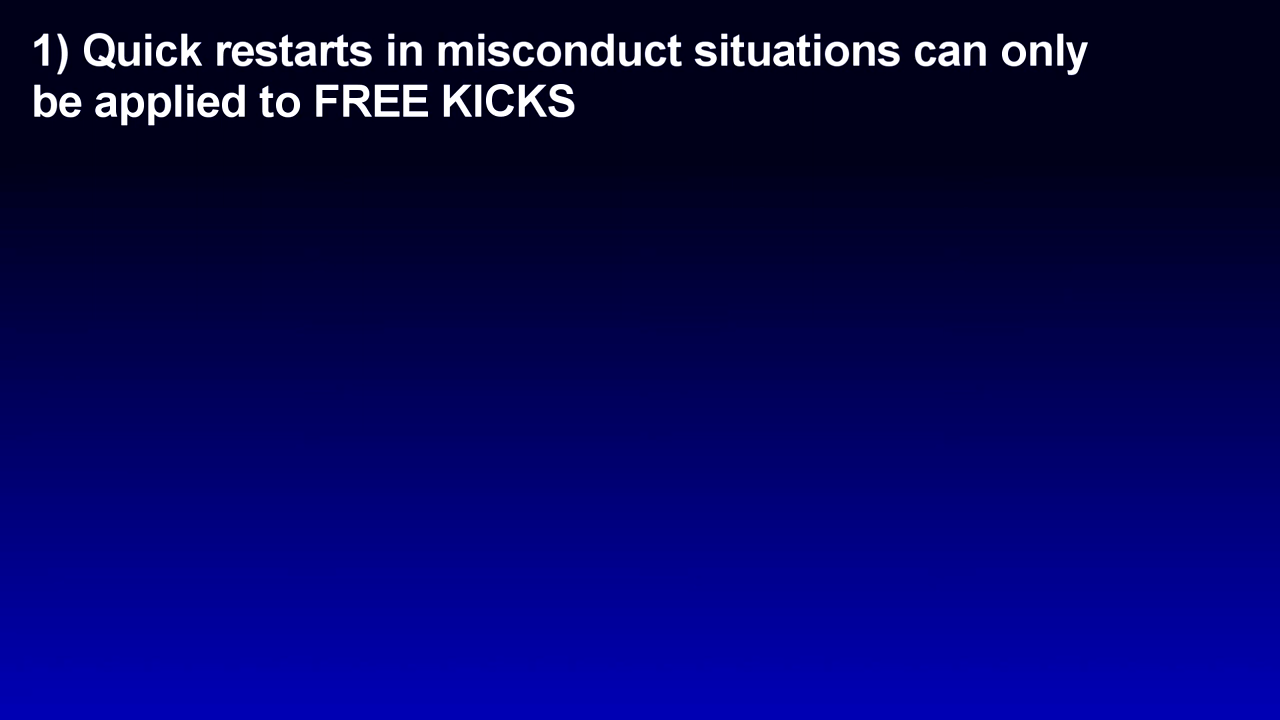 1) Quick restarts in misconduct situations can only
be applied to FREE KICKS